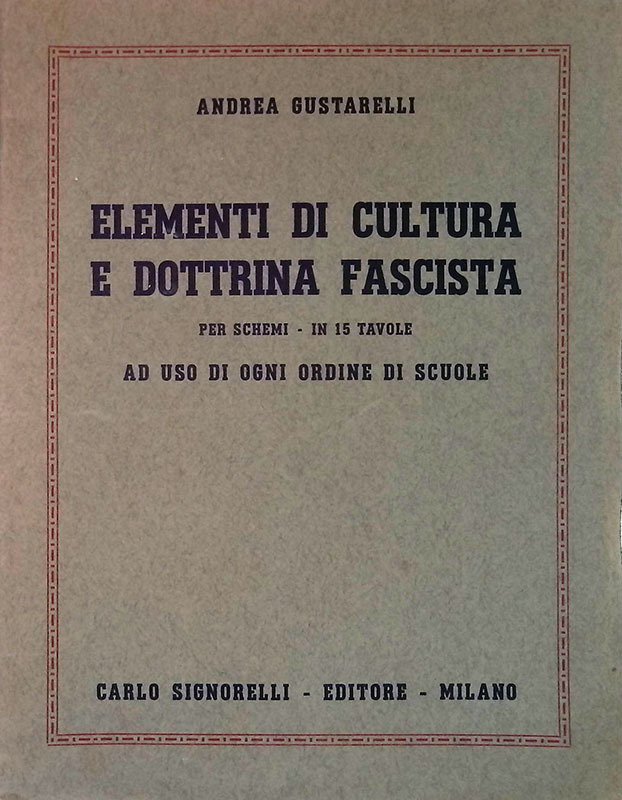 ANDREA GUSTARELLI
ELEMENTI DI CULTURA
E DOTTRINA FASCISTA
PER SCHEMI - IN 15 TAVOLE
AD USO DI OGNI ORDINE DI SCUOLE
CARLO SIGNORELLI - EDITORE - MILANO